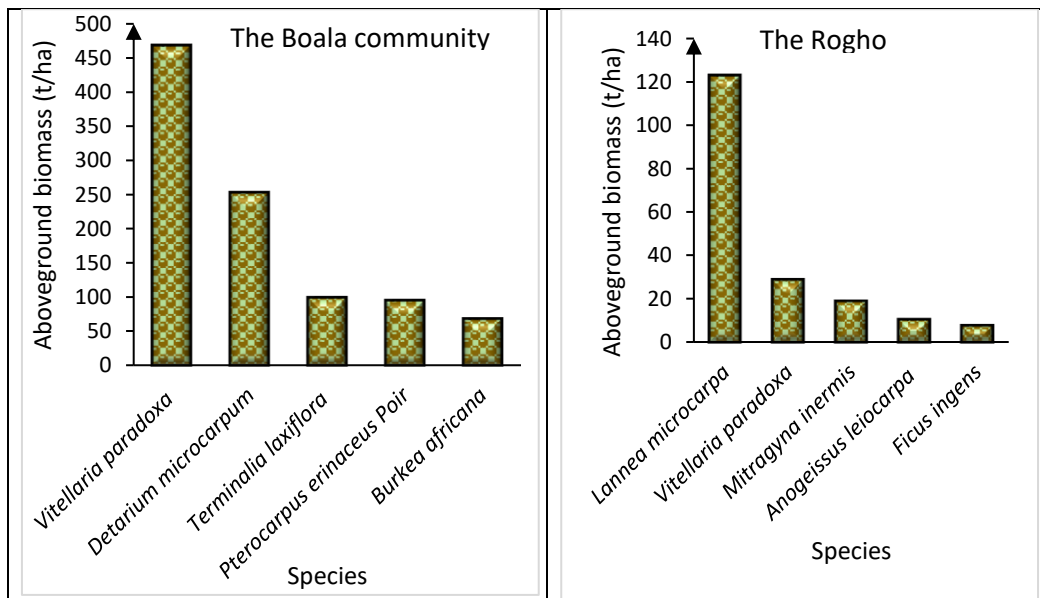 The Boala community
Aboveground biomass (t/ha)
500
450
400
350
300
250
200
150
100
50
0
Vitellaria paradoxa
Detarium microcarpum
Terminalia laxiflora
Pterocarpus erinaceus Poir
Burkea africana
Species
The Rogho
Aboveground biomass (t/ha)
140
120
100
80
60
40
20
0
Lannea microcarpa
Vitellaria paradoxa
Mitragyna inermis
Anogeissus leiocarpa
Ficus ingens
Species